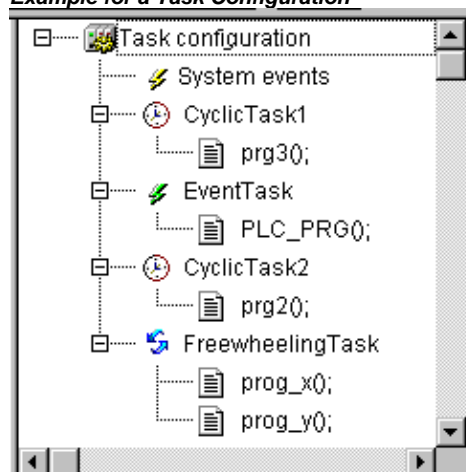 Example for a Task Configuration
Task configuration
System events
CyclicTask1
prg3();
EventTask
PLC_PRG();
CyclicTask2
prg2();
FreewheelingTask
prog_x();
prog_y();